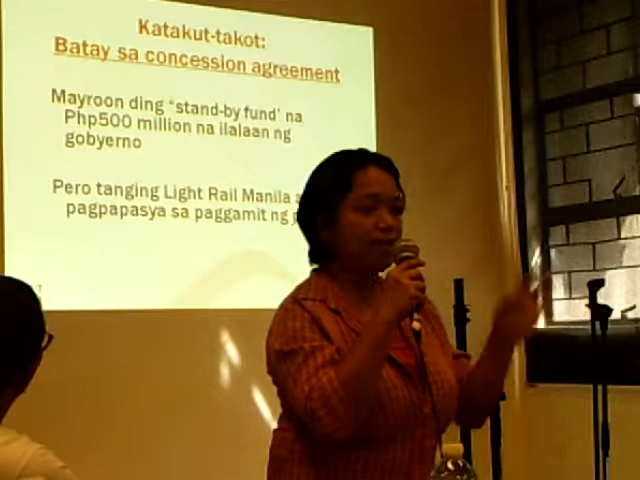 Katakut-takot:
Batay sa concession agreement
Mayroon ding "stand-by fund' na
Php500 million na ilalaan ng
gobyerno
Pero tanging Light Rail Manila
pagpapasya sa paggamit ng